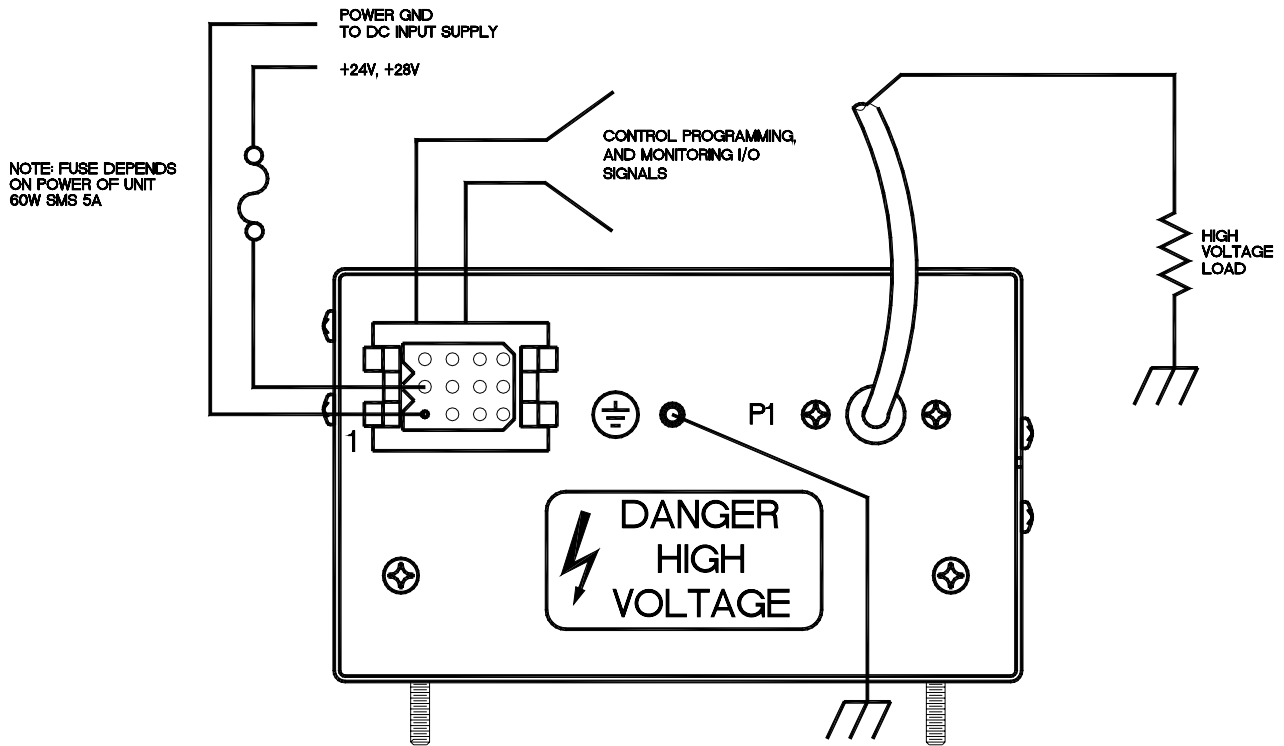 POWER GND
TO DC INPUT SUPPLY
+24V, +28V
NOTE: FUSE DEPENDS
ON POWER OF UNIT
60W SMS 5A
CONTROL PROGRAMMING,
AND MONITORING I/O
SIGNALS
HIGH
VOLTAGE
LOAD
1
P1
DANGER
HIGH
VOLTAGE